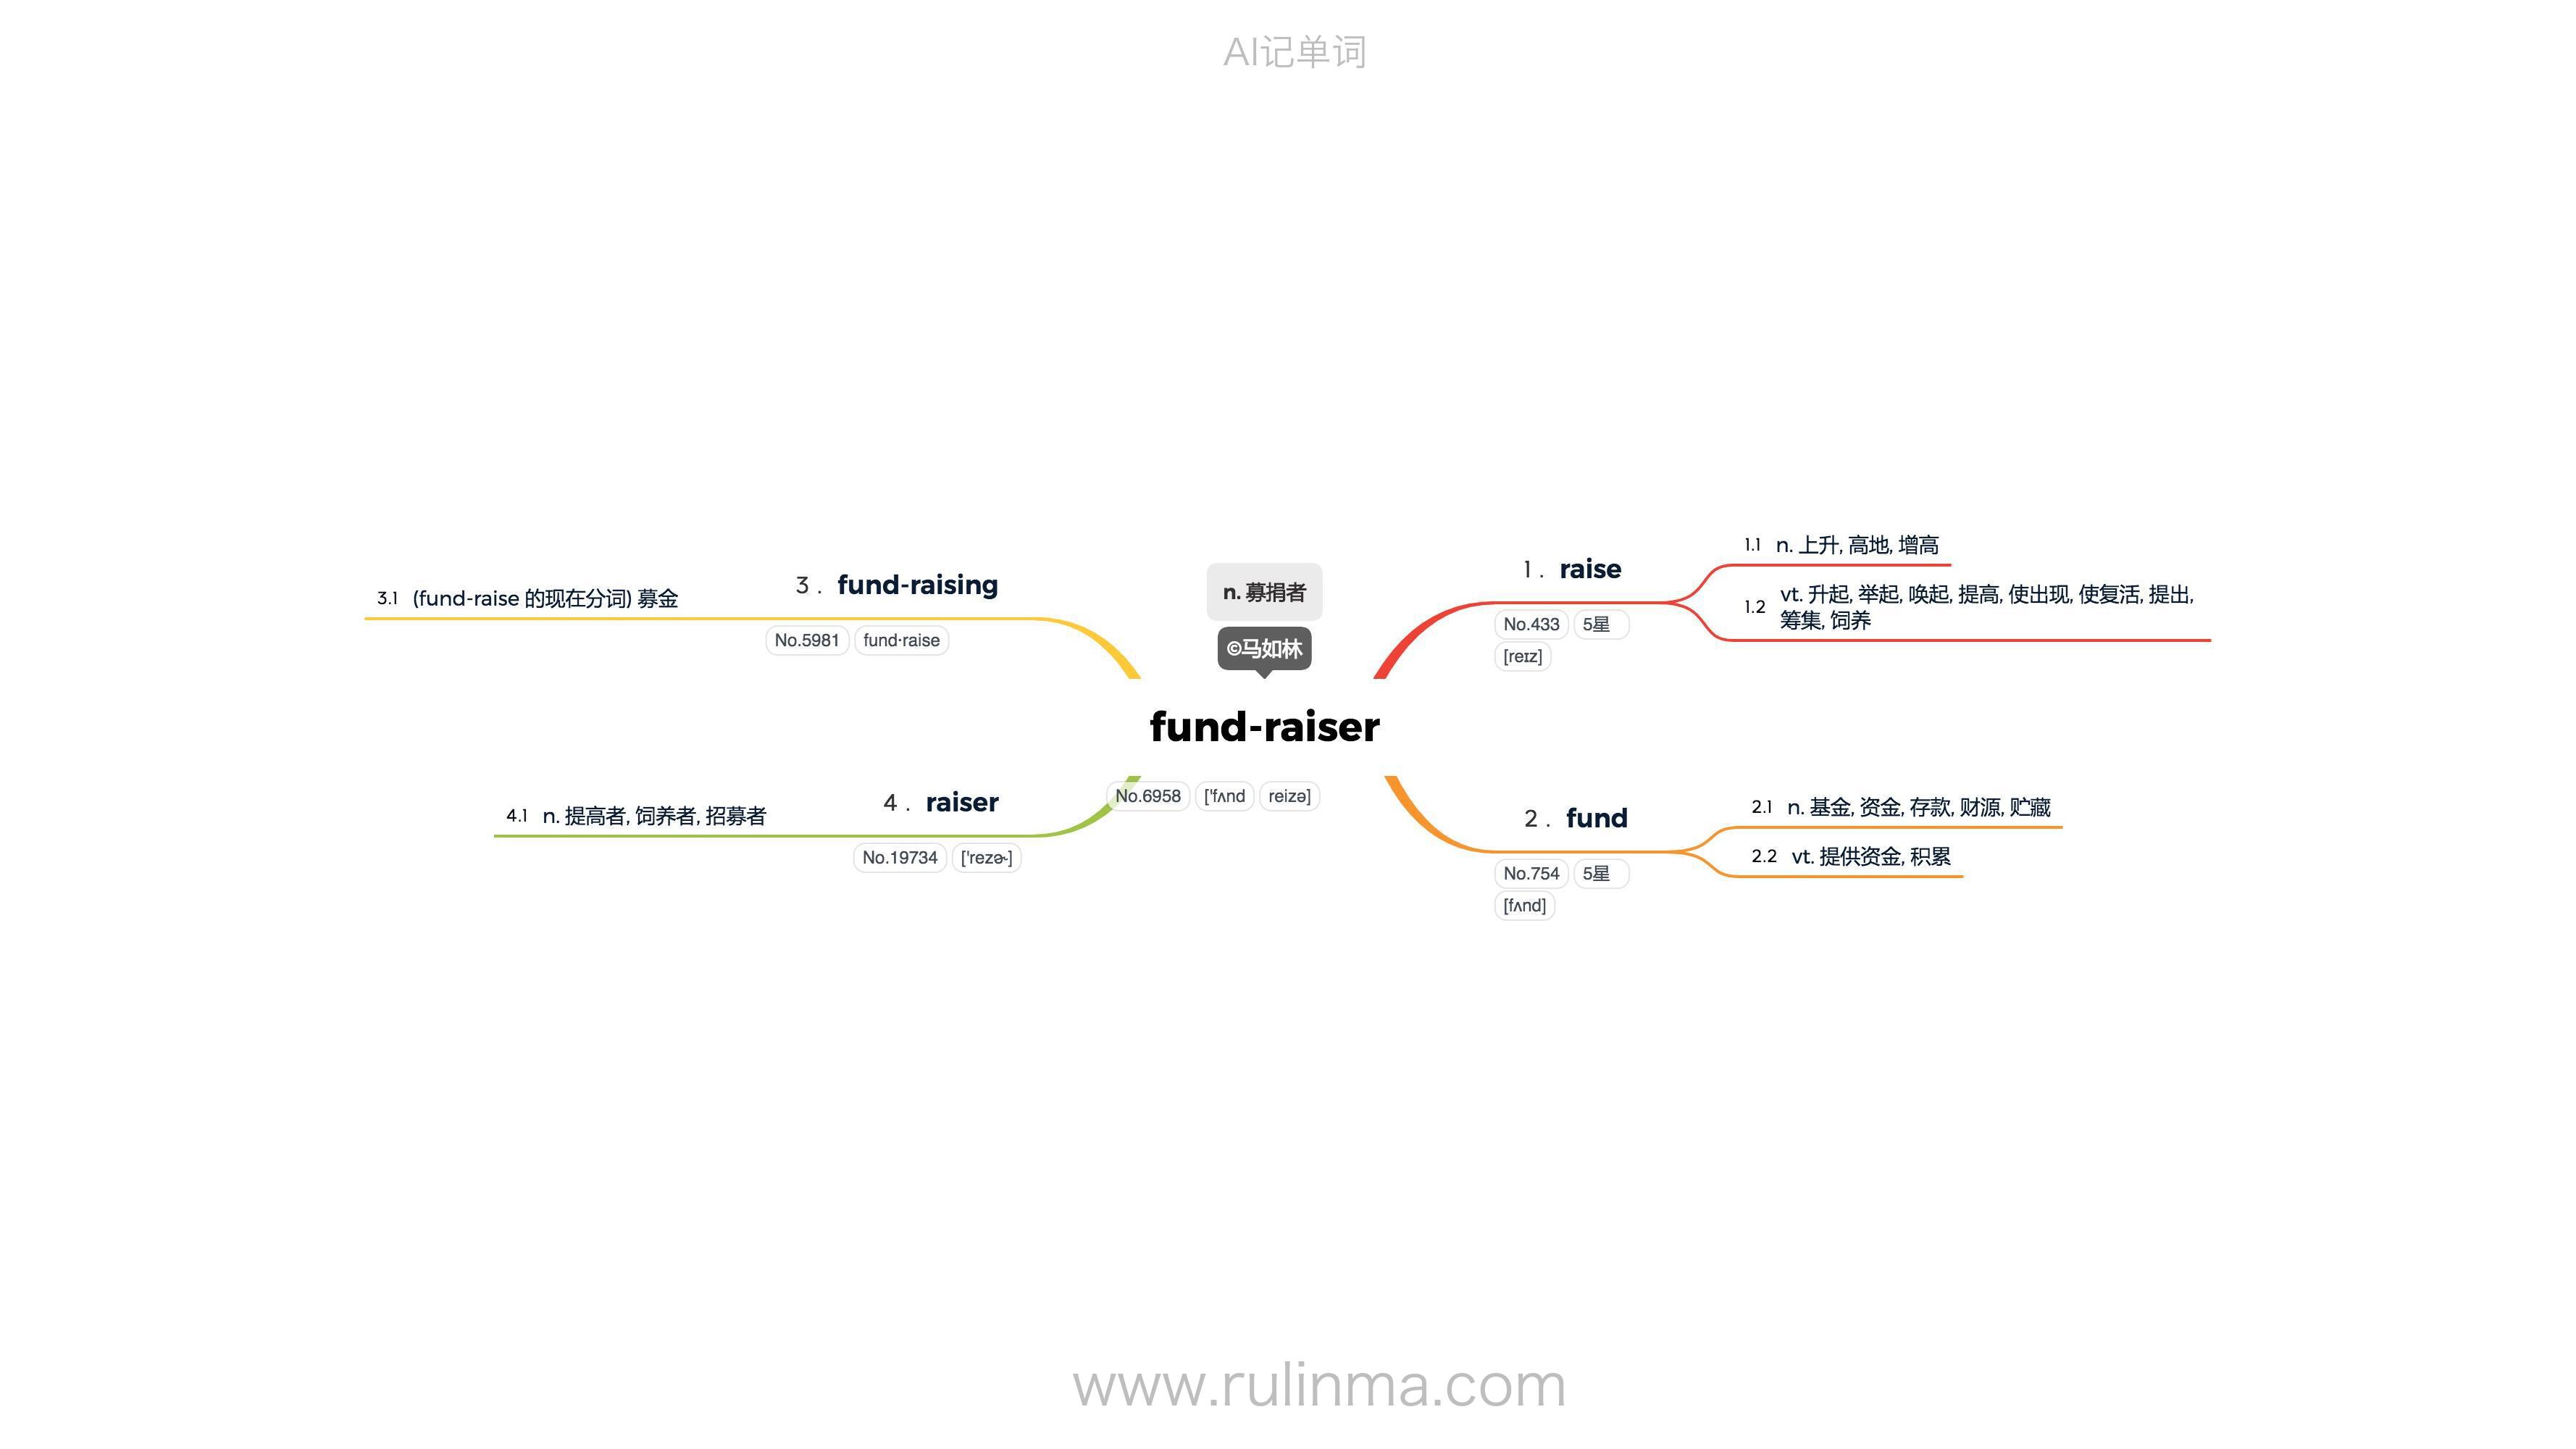 AI记单词
n. 募捐者
©马如林
fund-raiser
No.6958 ['fʌnd reizə]
1 . raise
No.433 5星
[reɪz]
1.1 n. 上升, 高地, 增高
1.2 vt. 升起, 举起, 唤起, 提高, 使出现, 使复活, 提出,
筹集, 饲养
2 . fund
No.754 5星
[fʌnd]
2.1 n. 基金, 资金, 存款, 财源, 贮藏
2.2 vt. 提供资金, 积累
3 . fund-raising
No.5981 fund·raise
3.1 (fund-raise 的现在分词) 募金
4 . raiser
No.19734 ['rezɚ]
4.1 n. 提高者, 饲养者, 招募者
www.rulinma.com